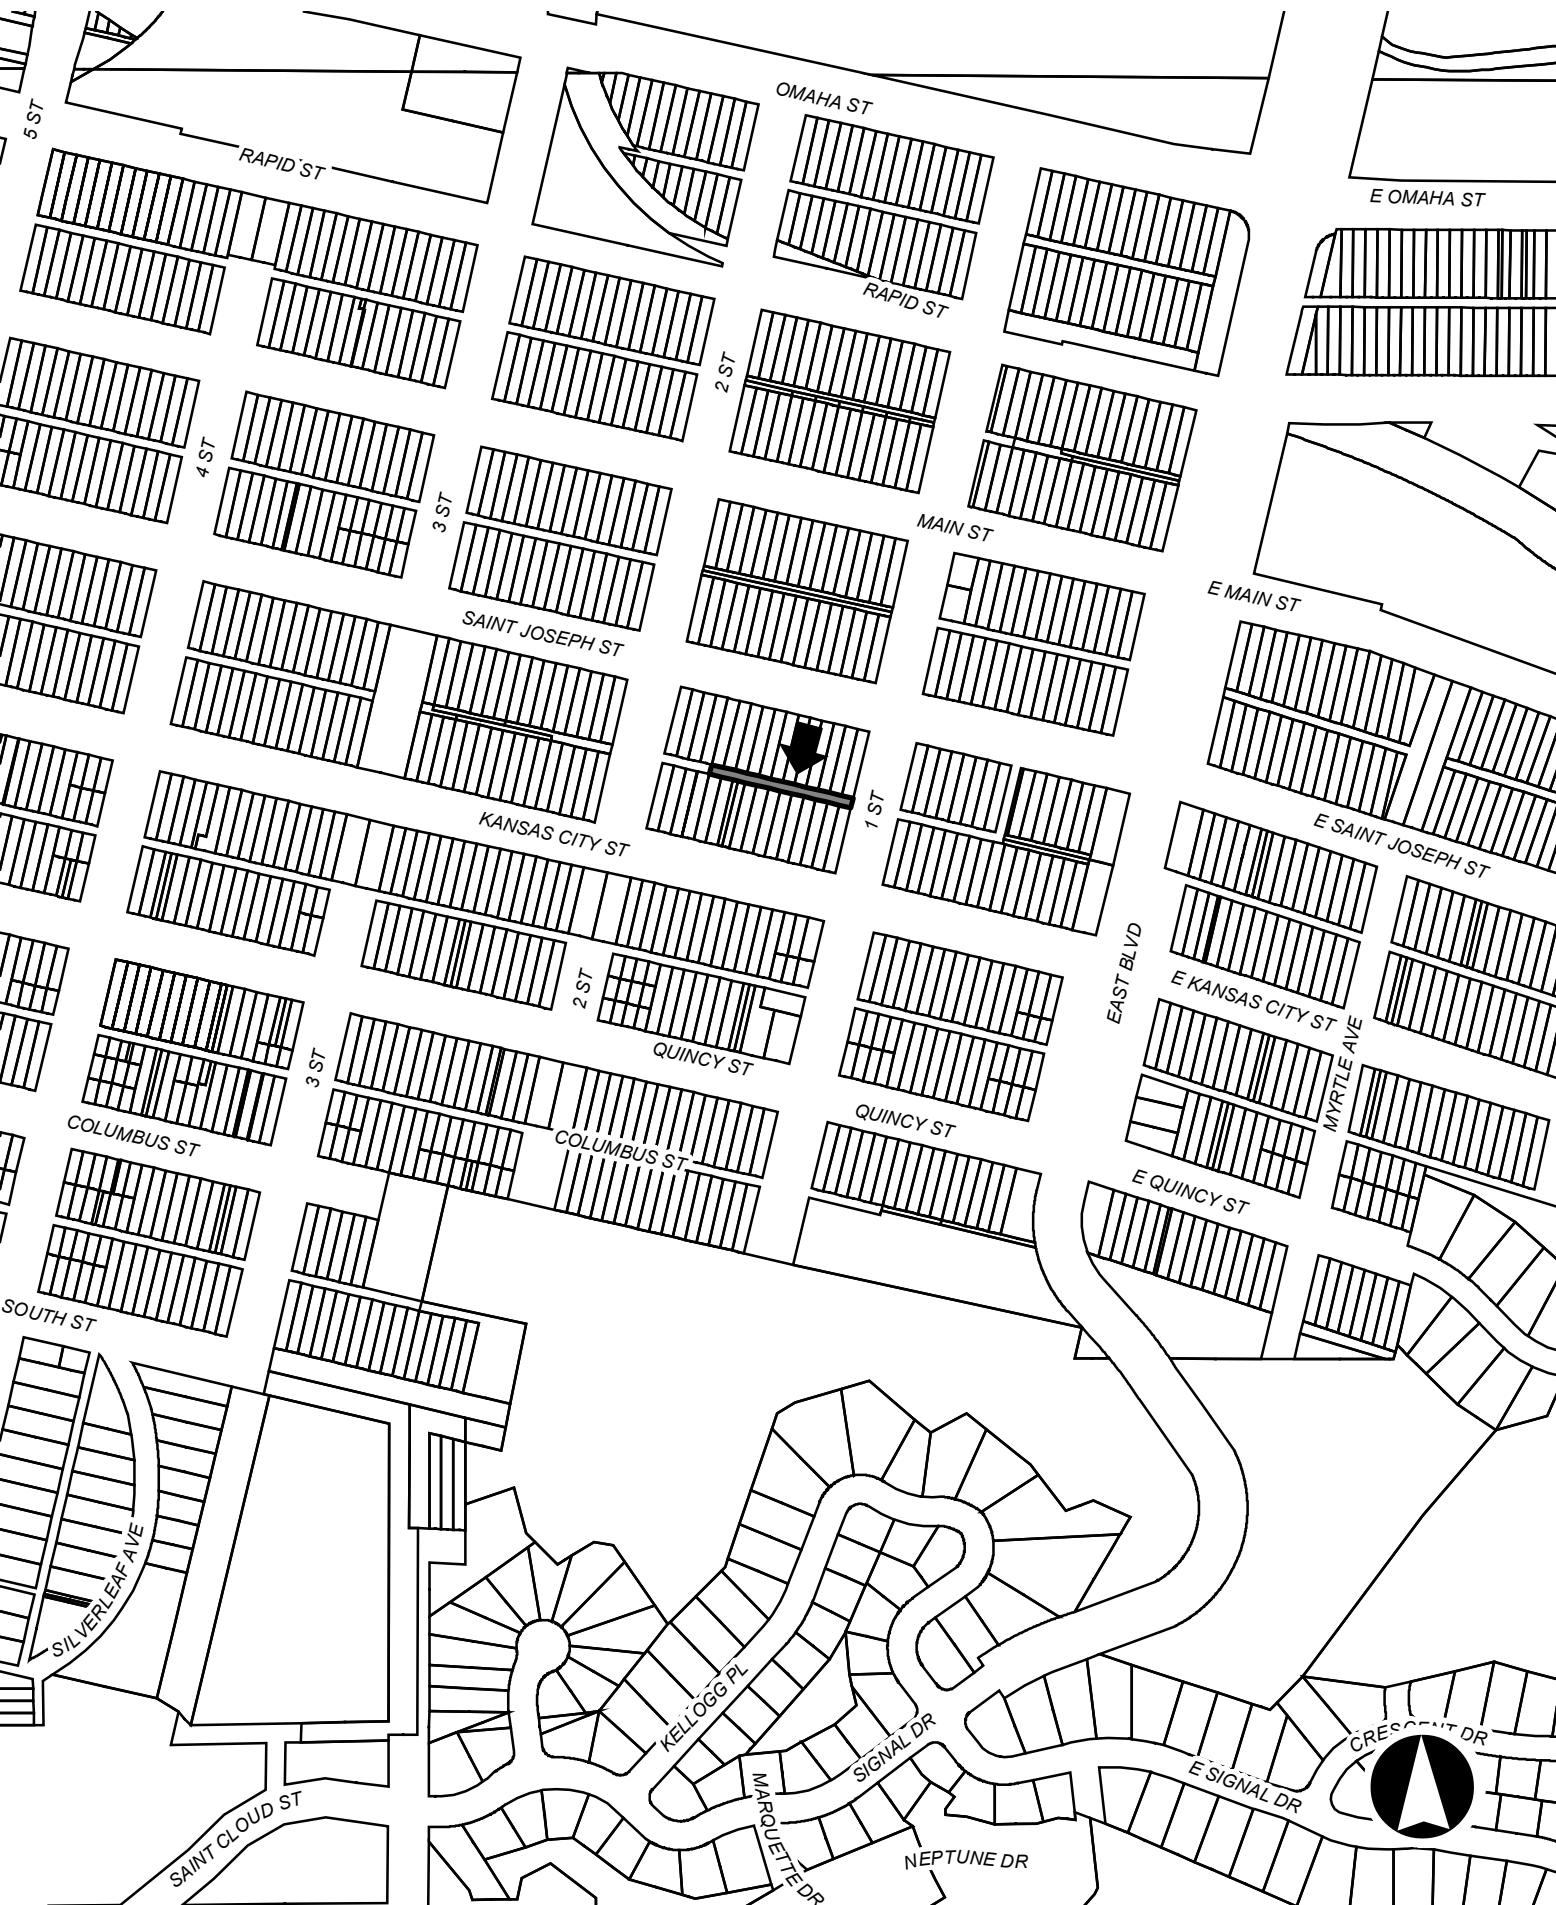 OMAHA ST
5 ST
RAPID ST
E OMAHA ST
RAPID ST
2 ST
4 ST
3 ST
MAIN ST
E MAIN ST
SAINT JOSEPH ST
1 ST
KANSAS CITY ST
E SAINT JOSEPH ST
EAST BLVD
2 ST
E KANSAS CITY ST
QUINCY ST
3 ST
MYRTLE AVE
COLUMBUS ST
QUINCY ST
COLUMBUS ST
E QUINCY ST
SOUTH ST
SILVERLEAF AVE
KELLOGG PL
SIGNAL DR
CRESCENT DR
E SIGNAL DR
SAINT CLOUD ST
MARQUETTE DR
NEPTUNE DR